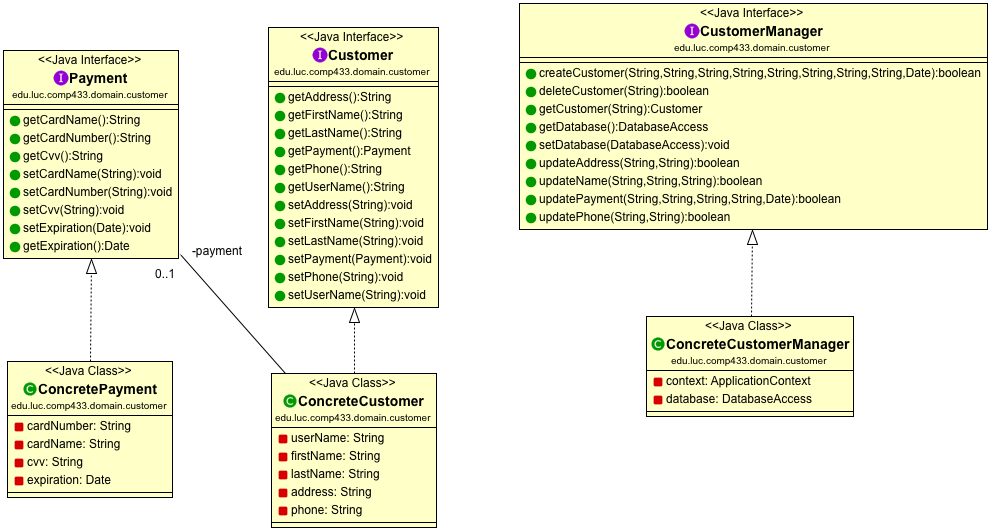 <<Java Interface>>
I Payment
edu.luc.comp433.domain.customer
getCardName():String
getCardNumber():String
getCvv():String
setCardName(String):void
setCardNumber(String):void
setCvv(String):void
setExpiration(Date):void
getExpiration():Date
<<Java Interface>>
I Customer
edu.luc.comp433.domain.customer
getAddress():String
getFirstName():String
getLastName():String
getPayment():Payment
getPhone():String
getUserName():String
setAddress(String):void
setFirstName(String):void
setLastName(String):void
setPayment(Payment):void
setPhone(String):void
setUserName(String):void
<<Java Interface>>
I CustomerManager
edu.luc.comp433.domain.customer
createCustomer(String,String,String,String,String,String,String,String,Date):boolean
deleteCustomer(String):boolean
getCustomer(String):Customer
getDatabase():DatabaseAccess
setDatabase(DatabaseAccess):void
updateAddress(String,String):boolean
updateName(String,String,String):boolean
updatePayment(String,String,String,String,Date):boolean
updatePhone(String,String):boolean
-payment
0..1
<<Java Class>>
C ConcretePayment
edu.luc.comp433.domain.customer
cardNumber: String
cardName: String
cvv: String
expiration: Date
<<Java Class>>
C ConcreteCustomer
edu.luc.comp433.domain.customer
userName: String
firstName: String
lastName: String
address: String
phone: String
<<Java Class>>
C ConcreteCustomerManager
edu.luc.comp433.domain.customer
context: ApplicationContext
database: DatabaseAccess